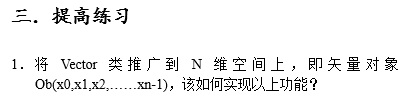 三．提高练习
1．将 Vector 类推广到 N 维空间上，即矢量对象
Ob(x0,x1,x2,……xn-1)，该如何实现以上功能？